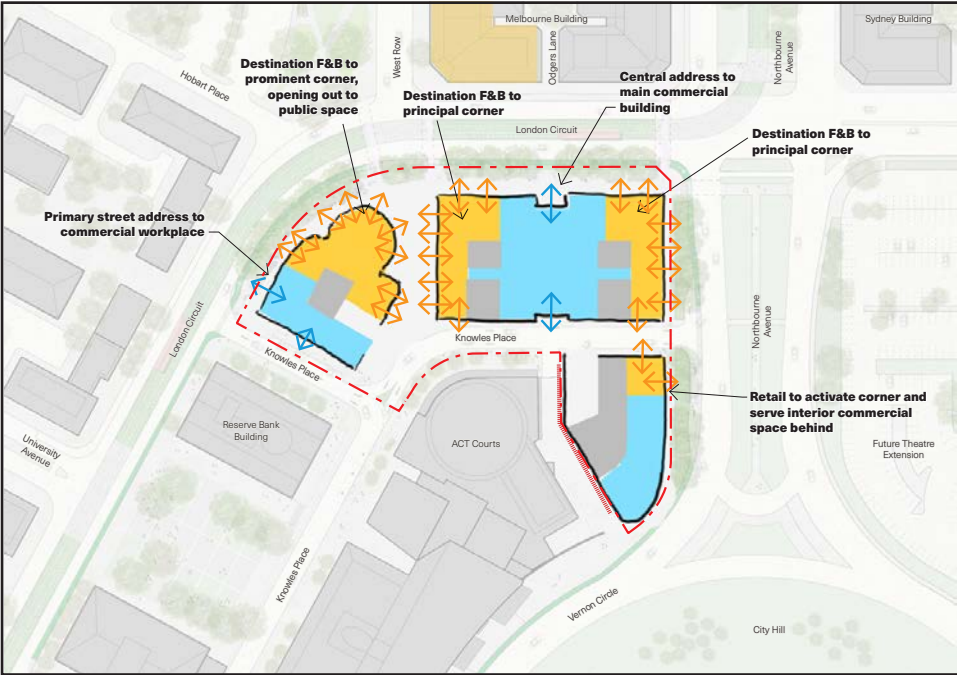 Melbourne Building
Sydney Building
West Row
Odgers Lane
Northbourne
Avenue
Hobart Place
Destination F&B to
prominent corner,
opening out to
public space
Destination F&B to
principal corner
Central address to
main commercial
building
London Circuit
Destination F&B to
principal corner
Primary street address to
commercial workplace
London Circuit
Knowles Place
Knowles Place
Northbourne
Avenue
Reserve Bank
Building
ACT Courts
Retail to activate corner and
serve interior commercial
space behind
University
Avenue
Future Theatre
Extension
Knowles Place
Vernon Circle
City Hill